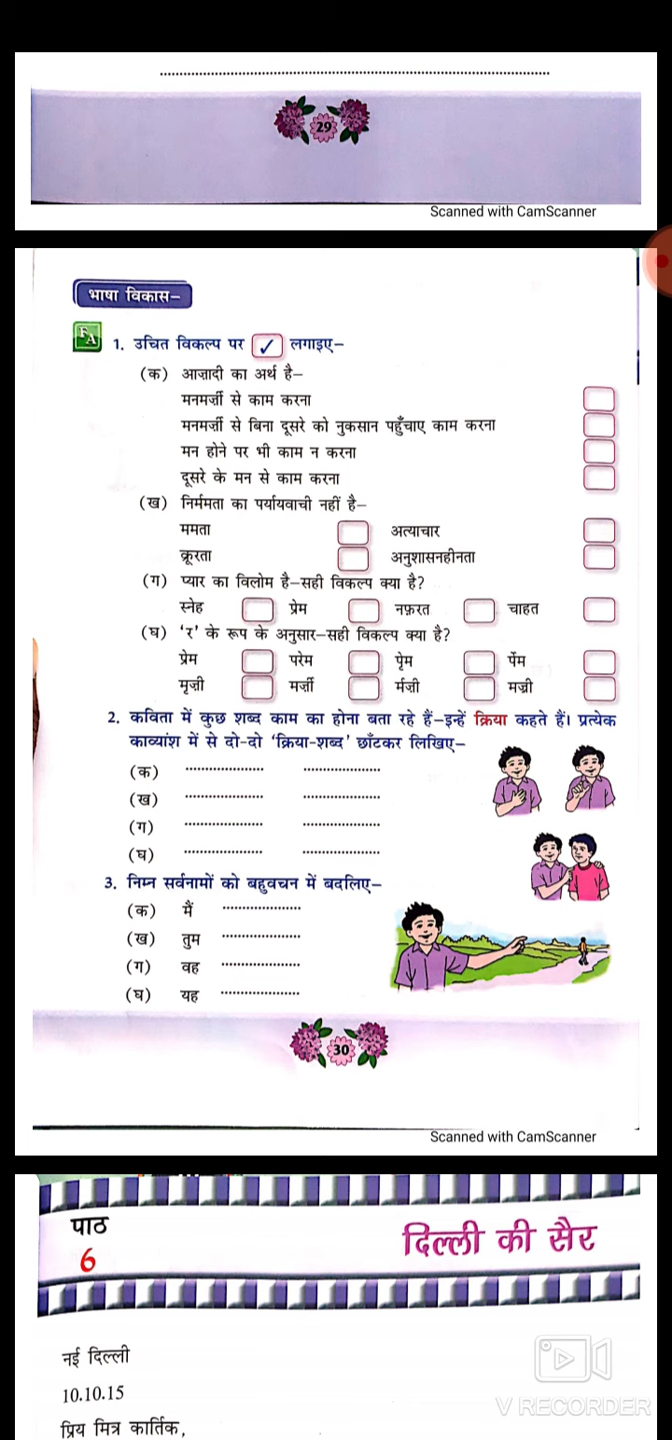 29
Scanned with CamScanner
भाषा विकास–
FA
1. उचित विकल्प पर ✓ लगाइए–
(क) आज़ादी का अर्थ है–
मनमर्ज़ी से काम करना
मनमर्ज़ी से बिना दूसरे को नुकसान पहुँचाए काम करना
मन होने पर भी काम न करना
दूसरे के मन से काम करना
(ख) निर्ममता का पर्यायवाची नहीं है–
ममता अत्याचार
क्रूरता अनुशासनहीनता
(ग) प्यार का विलोम है–सही विकल्प क्या है?
स्नेह प्रेम नफ़रत चाहत
(घ) ‘र’ के रूप के अनुसार–सही विकल्प क्या है?
प्रेम परेम पृेम पेंम
मृज़ी मर्ज़ी र्मज़ी मज़्री
2. कविता में कुछ शब्द काम का होना बता रहे हैं–इन्हें क्रिया कहते हैं। प्रत्येक
काव्यांश में से दो-दो ‘क्रिया-शब्द’ छाँटकर लिखिए–
(क) .................... ....................
(ख) .................... ....................
(ग) .................... ....................
(घ) .................... ....................
3. निम्न सर्वनामों को बहुवचन में बदलिए–
(क) मैं ....................
(ख) तुम ....................
(ग) वह ....................
(घ) यह ....................
30
Scanned with CamScanner
पाठ
6 दिल्ली की सैर
नई दिल्ली
10.10.15
प्रिय मित्र कार्तिक,
V RECORDER